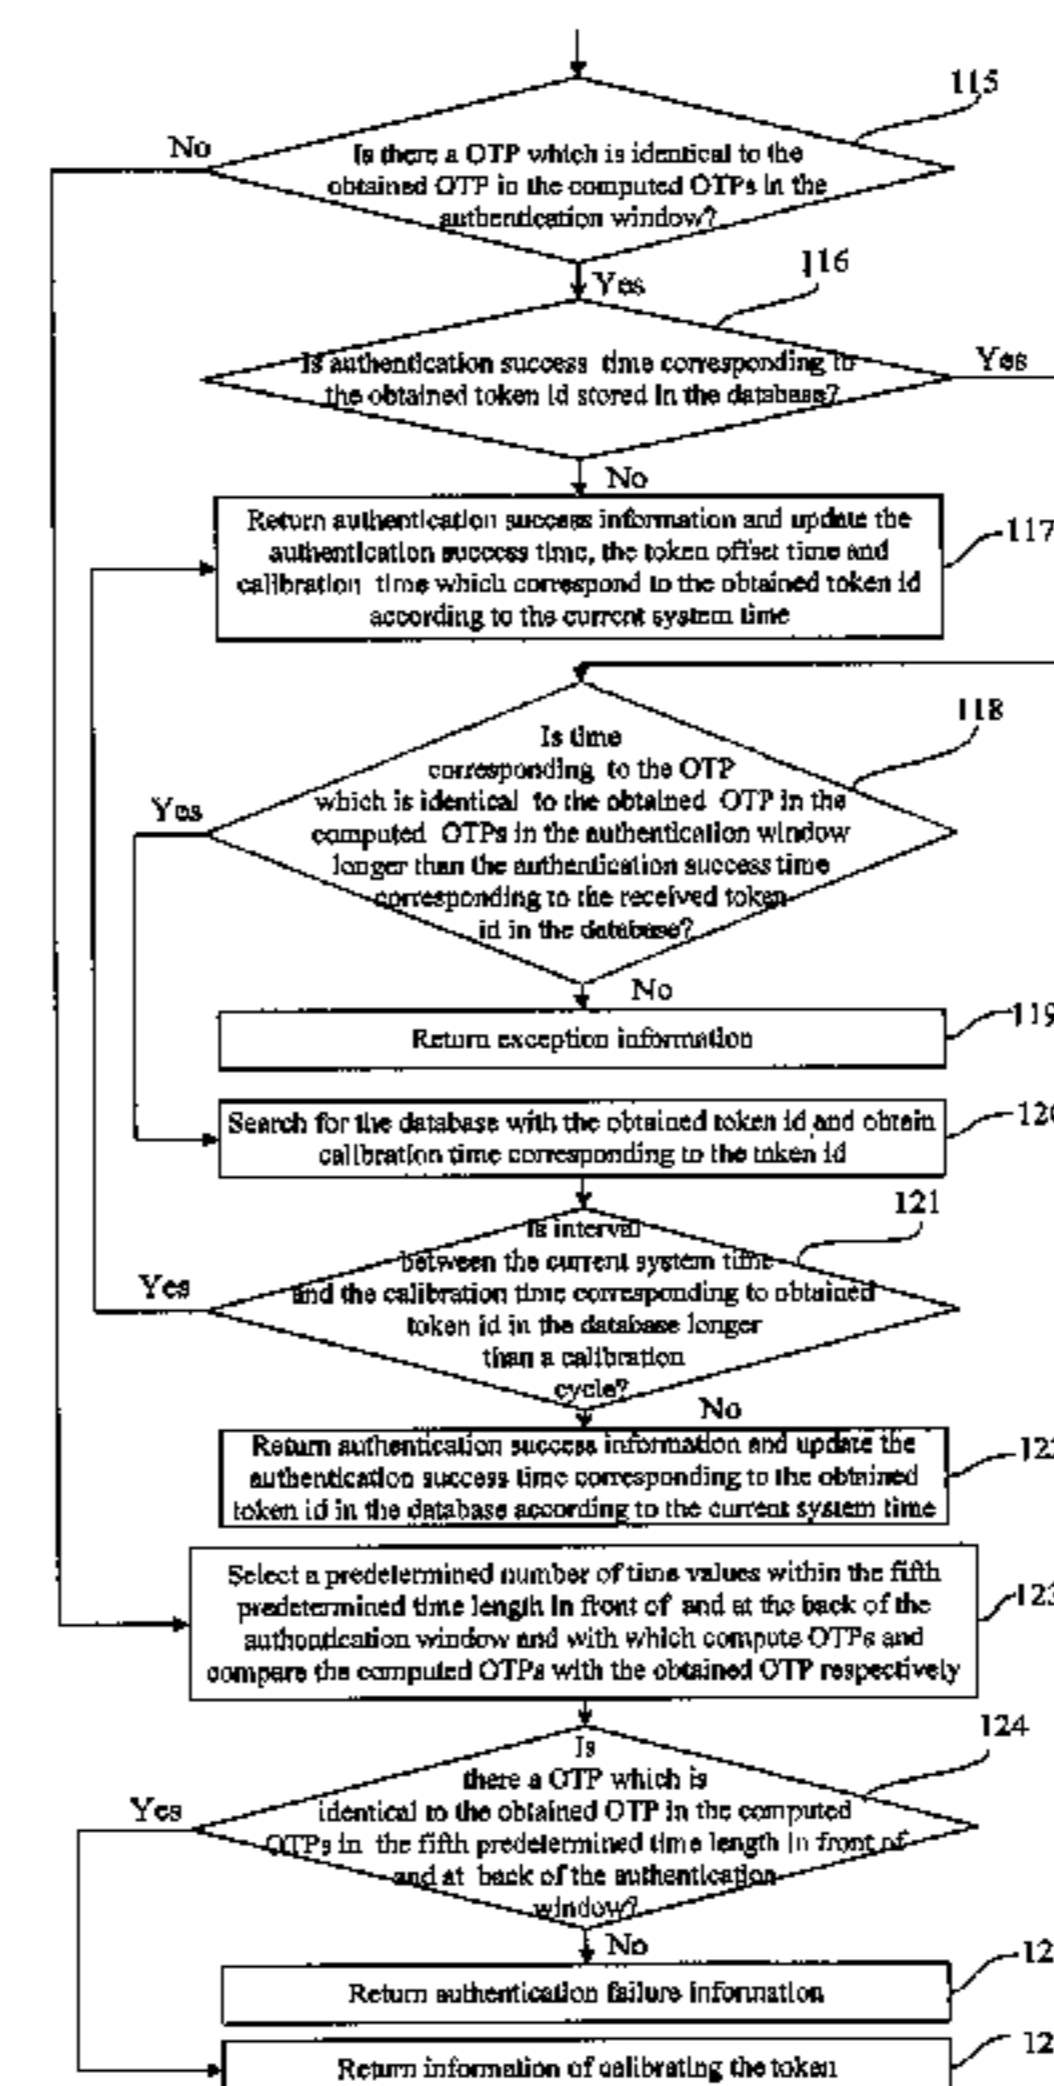 115
No
Is there a OTP which is identical to the
obtained OTP in the computed OTPs in the
authentication window?
116
Yes
Is authentication success time corresponding to
the obtained token id stored in the database?
Yes
No
Return authentication success information and update the
authentication success time, the token offset time and
calibration time which correspond to the obtained token id
according to the current system time
117
118
Is time
corresponding to the OTP
which is identical to the obtained OTP in the
computed OTPs in the authentication window
longer than the authentication success time
corresponding to the received token
id in the database?
Yes
No
Return exception information
119
Search for the database with the obtained token id and obtain
calibration time corresponding to the token id
120
121
Is interval
between the current system time
and the calibration time corresponding to obtained
token id in the database longer
than a calibration
cycle?
Yes
No
Return authentication success information and update the
authentication success time corresponding to the obtained
token id in the database according to the current system time
122
Select a predetermined number of time values within the fifth
predetermined time length in front of and at the back of the
authentication window and with which compute OTPs and
compare the computed OTPs with the obtained OTP respectively
123
124
Is
there a OTP which is
identical to the obtained OTP in the computed
OTPs in the fifth predetermined time length in front of
and at back of the authentication
window?
Yes
No
Return authentication failure information
12
Return information of calibrating the token
12